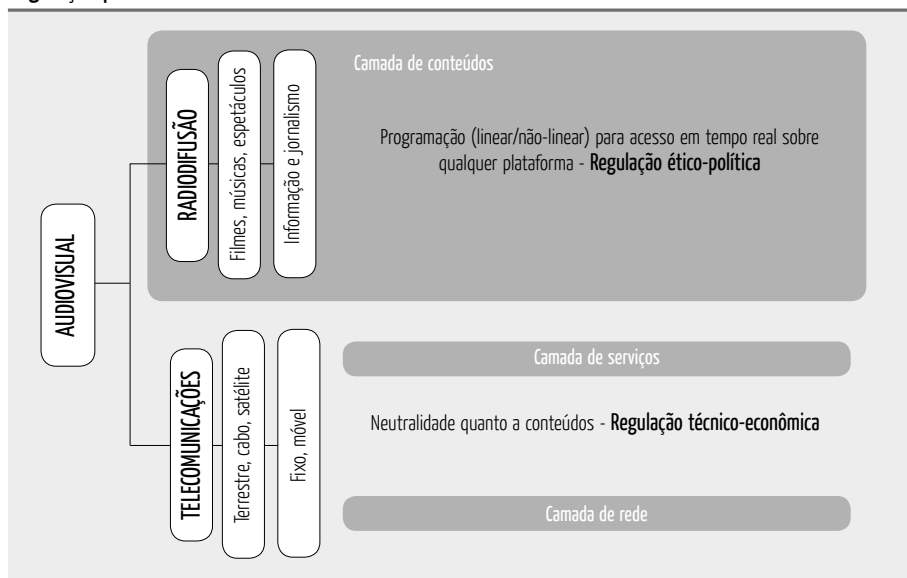 AUDIOVISUAL
RADIODIFUSÃO
Filmes, músicas, espetáculos
Informação e jornalismo
Camada de conteúdos
Programação (linear/não-linear) para acesso em tempo real sobre
qualquer plataforma - Regulação ético-política
TELECOMUNICAÇÕES
Terrestre, cabo, satélite
Fixo, móvel
Camada de serviços
Neutralidade quanto a conteúdos - Regulação técnico-econômica
Camada de rede